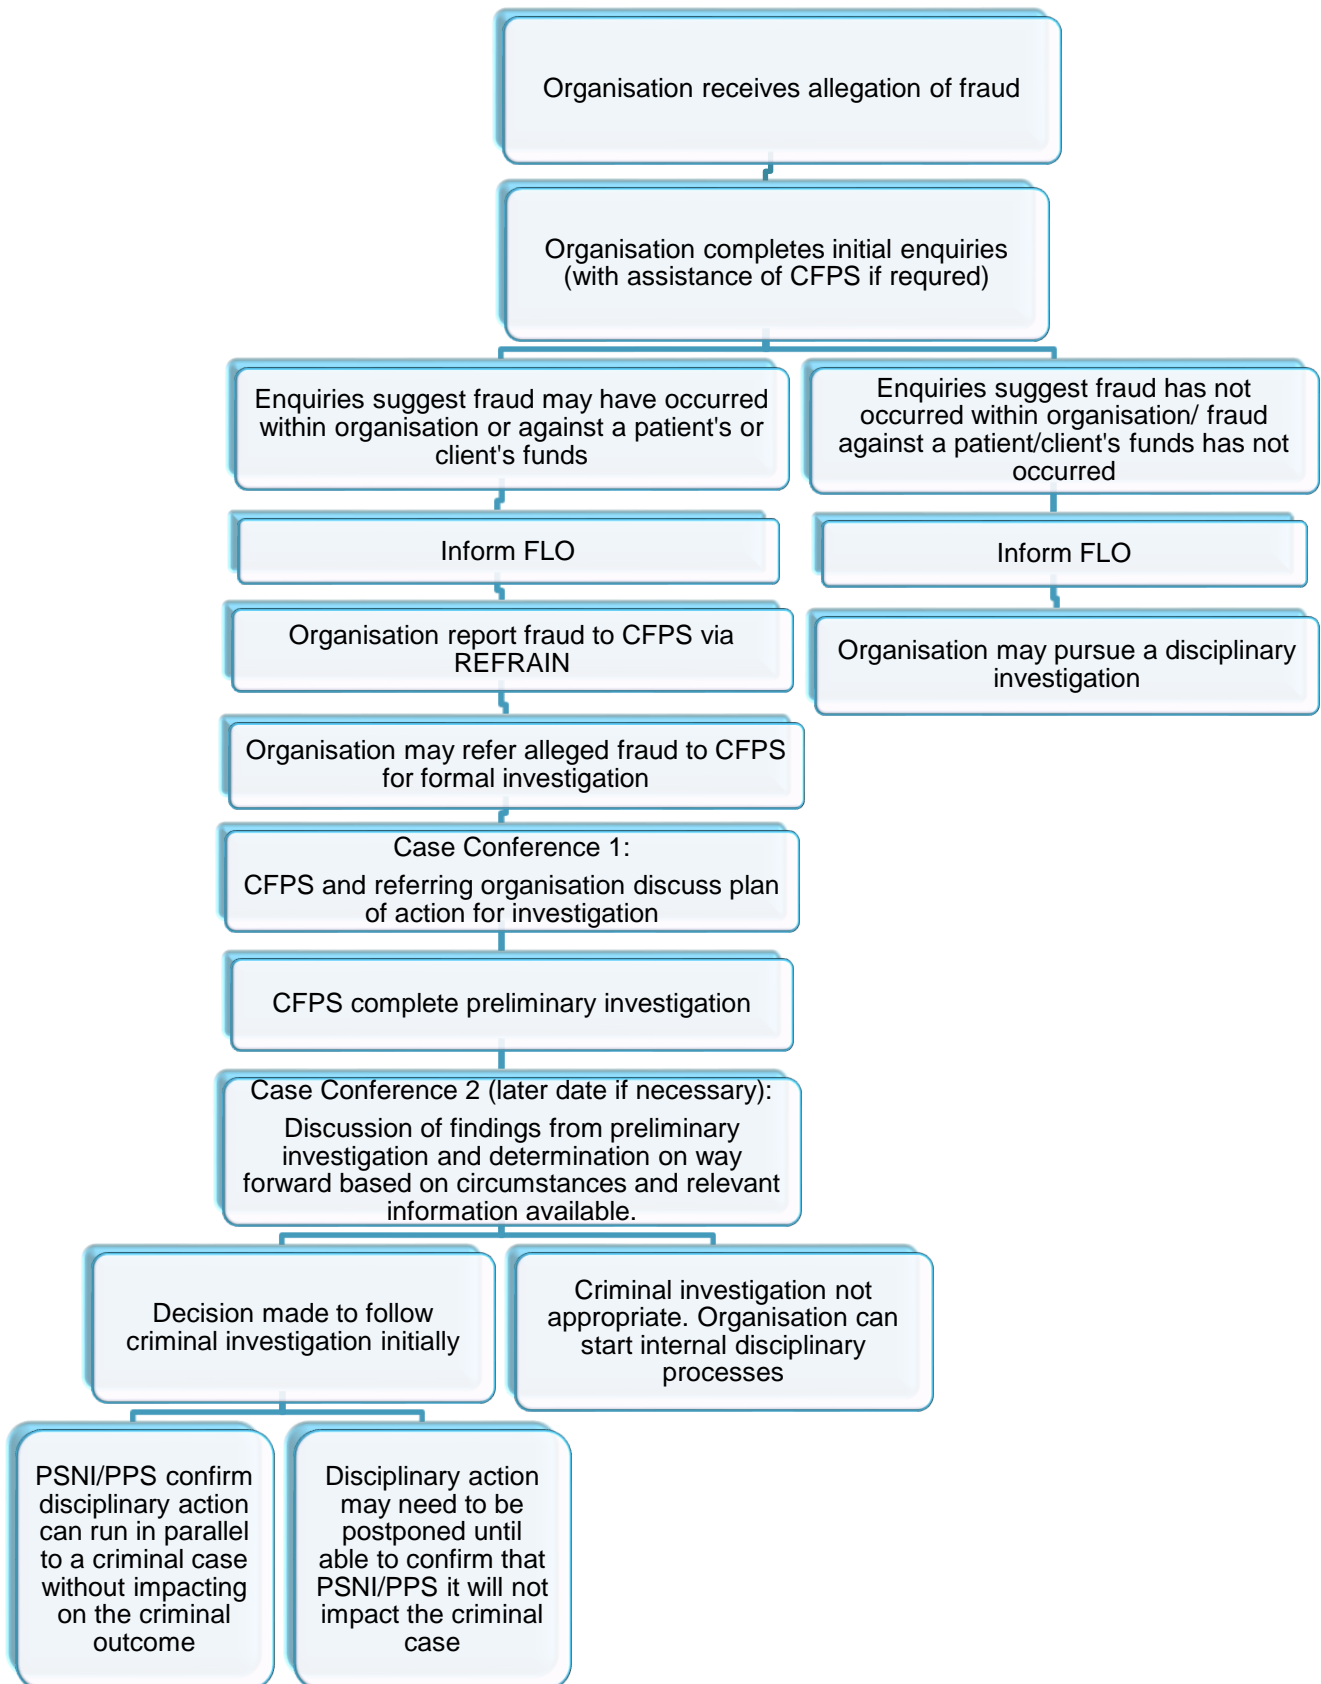 Organisation receives allegation of fraud
Organisation completes initial enquiries
(with assistance of CFPS if requred)
Enquiries suggest fraud may have occurred
within organisation or against a patient's or
client's funds
Enquiries suggest fraud has not
occurred within organisation/ fraud
against a patient/client's funds has not
occurred
Inform FLO
Inform FLO
Organisation report fraud to CFPS via
REFRAIN
Organisation may pursue a disciplinary
investigation
Organisation may refer alleged fraud to CFPS
for formal investigation
Case Conference 1:
CFPS and referring organisation discuss plan
of action for investigation
CFPS complete preliminary investigation
Case Conference 2 (later date if necessary):
Discussion of findings from preliminary
investigation and determination on way
forward based on circumstances and relevant
information available.
Decision made to follow
criminal investigation initially
Criminal investigation not
appropriate. Organisation can
start internal disciplinary
processes
PSNI/PPS confirm
disciplinary action
can run in parallel
to a criminal case
without impacting
on the criminal
outcome
Disciplinary action
may need to be
postponed until
able to confirm that
PSNI/PPS it will not
impact the criminal
case